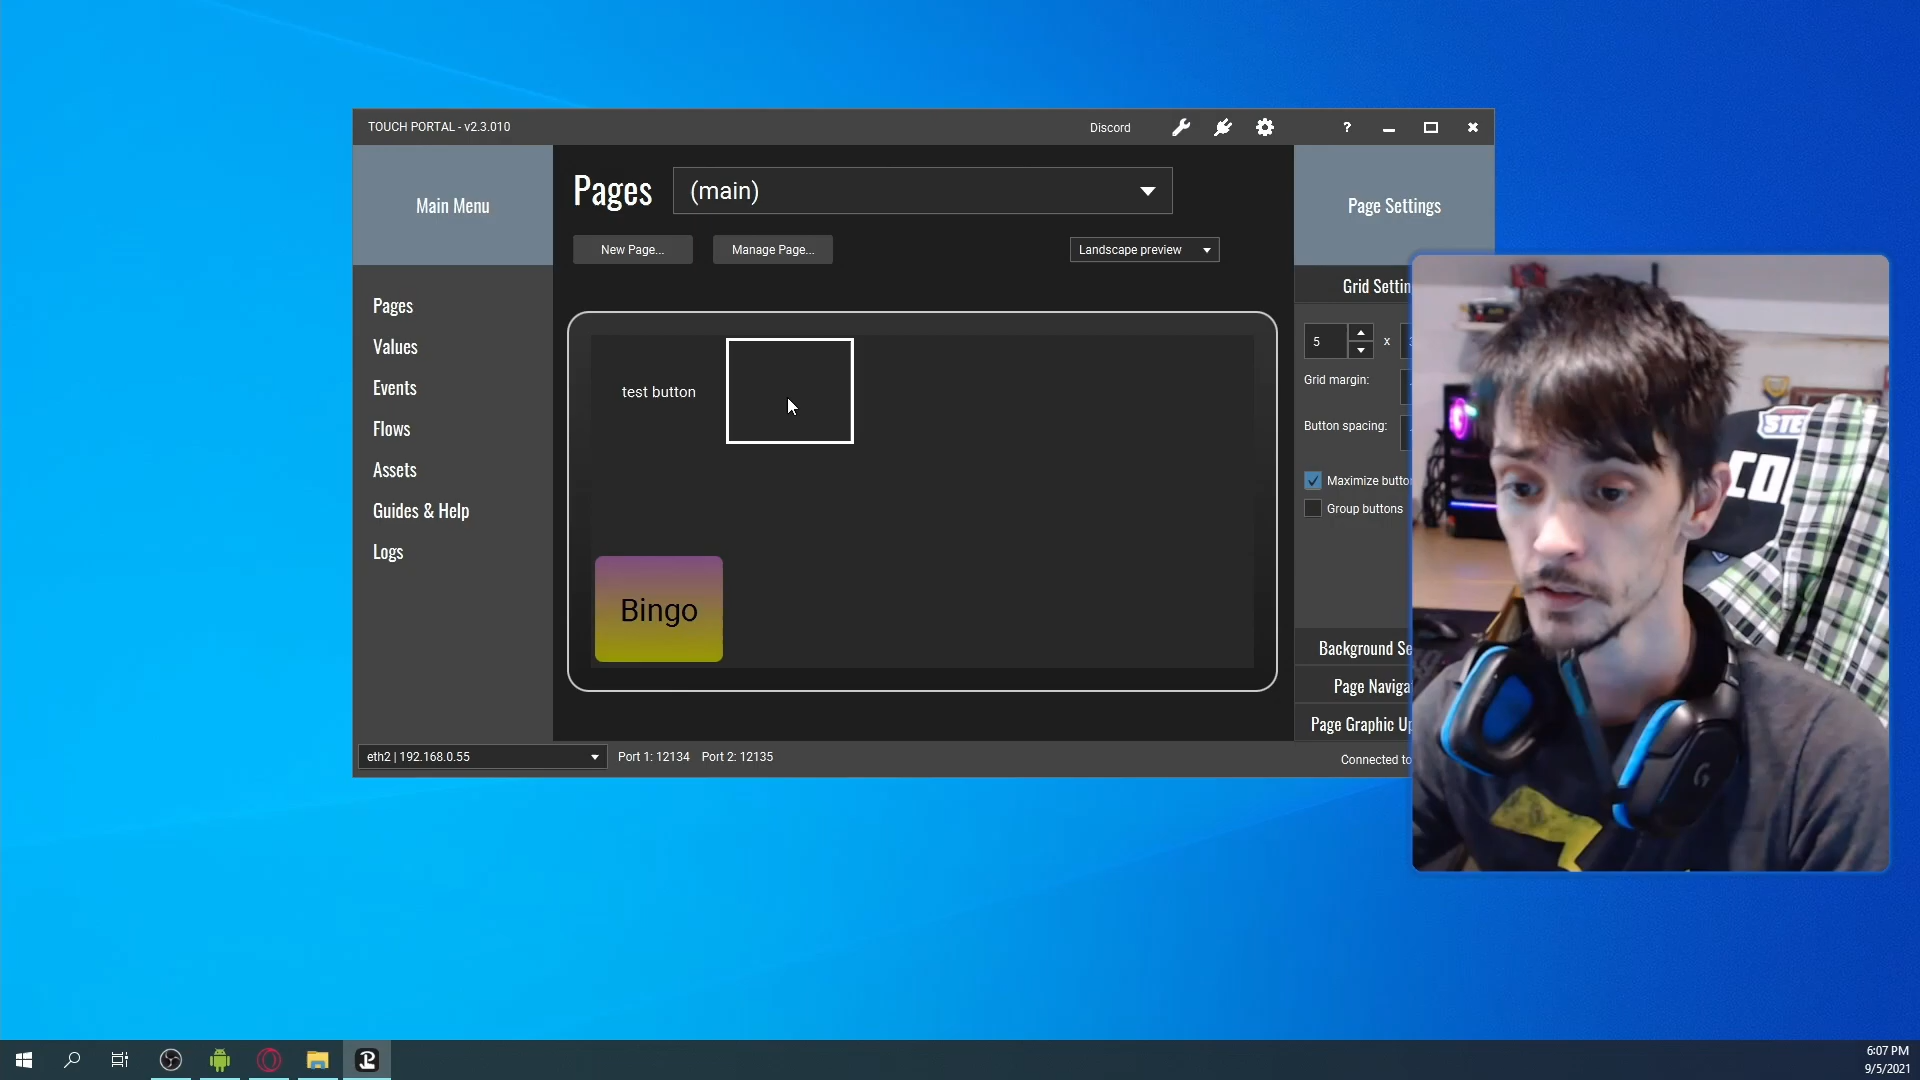 TOUCH PORTAL - v2.3.010
Discord
?
Main Menu
Pages
(main)
Page Settings
New Page...
Manage Page...
Landscape preview
Pages
Values
Events
Flows
Assets
Guides & Help
Logs
test button
Bingo
Grid Settin
5
x
Grid margin:
Button spacing:
Maximize butto
Group buttons
Background Se
Page Naviga
Page Graphic Up
eth2 | 192.168.0.55
Port 1: 12134
Port 2: 12135
Connected to
STE
CO
G
6:07 PM
9/5/2021